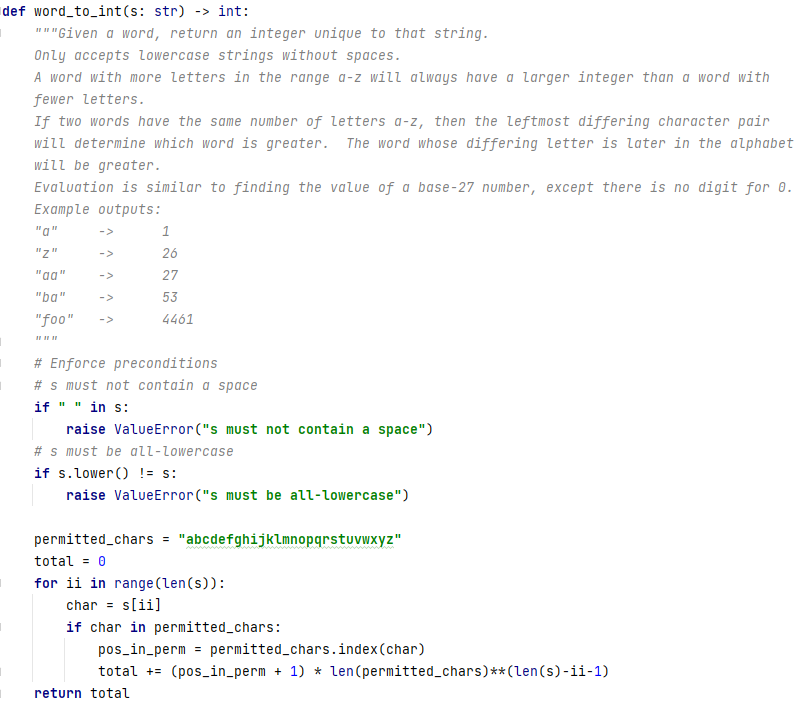 def word_to_int(s: str) -> int:
    """Given a word, return an integer unique to that string.
    Only accepts lowercase strings without spaces.
    A word with more letters in the range a-z will always have a larger integer than a word with
    fewer letters.
    If two words have the same number of letters a-z, then the leftmost differing character pair
    will determine which word is greater.  The word whose differing letter is later in the alphabet
    will be greater.
    Evaluation is similar to finding the value of a base-27 number, except there is no digit for 0.
    Example outputs:
    "a"     ->      1
    "z"     ->      26
    "aa"    ->      27
    "ba"    ->      53
    "foo"   ->      4461
    """
    # Enforce preconditions
    # s must not contain a space
    if " " in s:
        raise ValueError("s must not contain a space")
    # s must be all-lowercase
    if s.lower() != s:
        raise ValueError("s must be all-lowercase")

    permitted_chars = "abcdefghijklmnopqrstuvwxyz"
    total = 0
    for ii in range(len(s)):
        char = s[ii]
        if char in permitted_chars:
            pos_in_perm = permitted_chars.index(char)
            total += (pos_in_perm + 1) * len(permitted_chars)**(len(s)-ii-1)
    return total